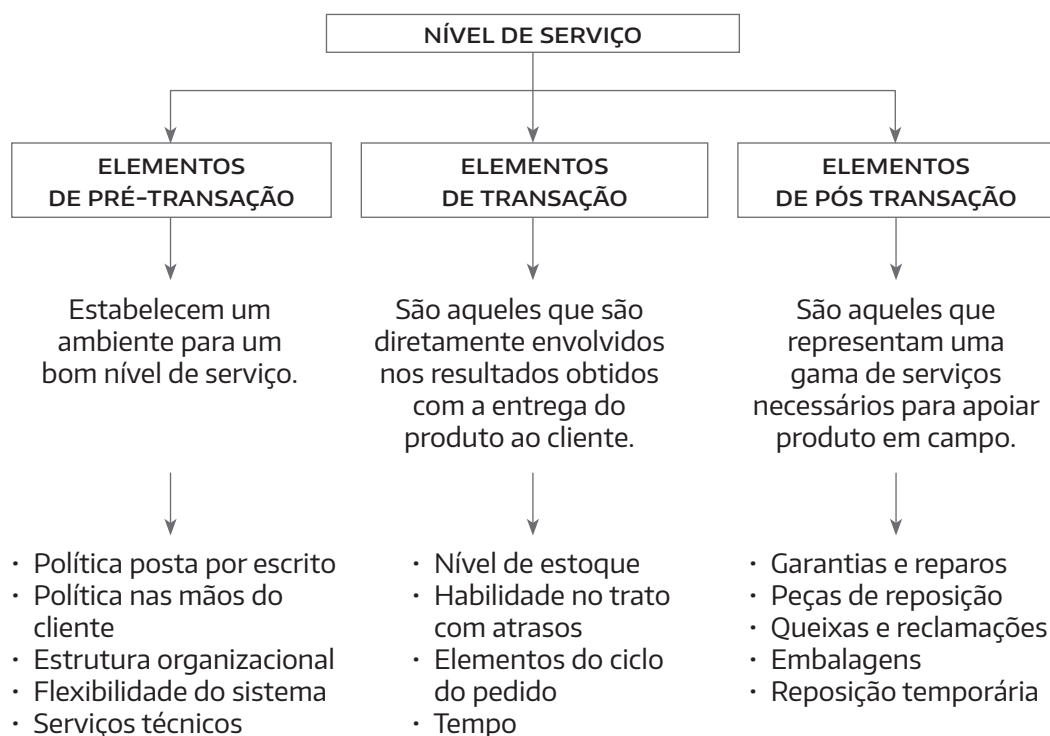 NÍVEL DE SERVIÇO
ELEMENTOS
DE PRÉ-TRANSAÇÃO
Estabelecem um
ambiente para um
bom nível de serviço.
· Política posta por escrito
· Política nas mãos do
cliente
· Estrutura organizacional
· Flexibilidade do sistema
· Serviços técnicos
ELEMENTOS
DE TRANSAÇÃO
São aqueles que são
diretamente envolvidos
nos resultados obtidos
com a entrega do
produto ao cliente.
· Nível de estoque
· Habilidade no trato
com atrasos
· Elementos do ciclo
do pedido
· Tempo
ELEMENTOS
DE PÓS TRANSAÇÃO
São aqueles que
representam uma
gama de serviços
necessários para apoiar
produto em campo.
· Garantias e reparos
· Peças de reposição
· Queixas e reclamações
· Embalagens
· Reposição temporária